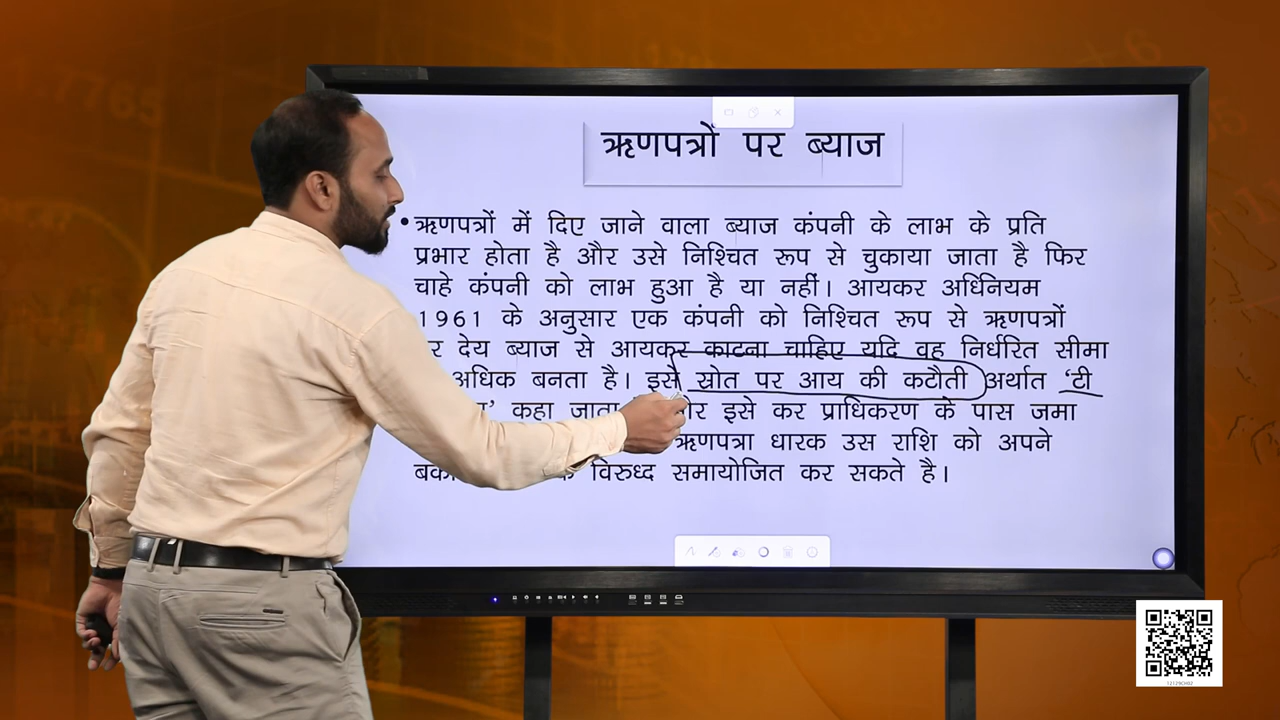 ऋणपत्रों पर ब्याज
• ऋणपत्रों में दिए जाने वाला ब्याज कंपनी के लाभ के प्रति
प्रभार होता है और उसे निश्चित रूप से चुकाया जाता है फिर
चाहे कंपनी को लाभ हुआ है या नहीं। आयकर अधिनियम
1961 के अनुसार एक कंपनी को निश्चित रूप से ऋणपत्रों
देय ब्याज से आयकर काटना चाहिए यदि वह निर्धरित सीमा
अधिक बनता है। इसे स्रोत पर आय की कटौती अर्थात ‘टी
कहा जाता इसे कर प्राधिकरण के पास जमा
ऋणपत्रा धारक उस राशि को अपने
विरुध्द समायोजित कर सकते है।
12129CH02